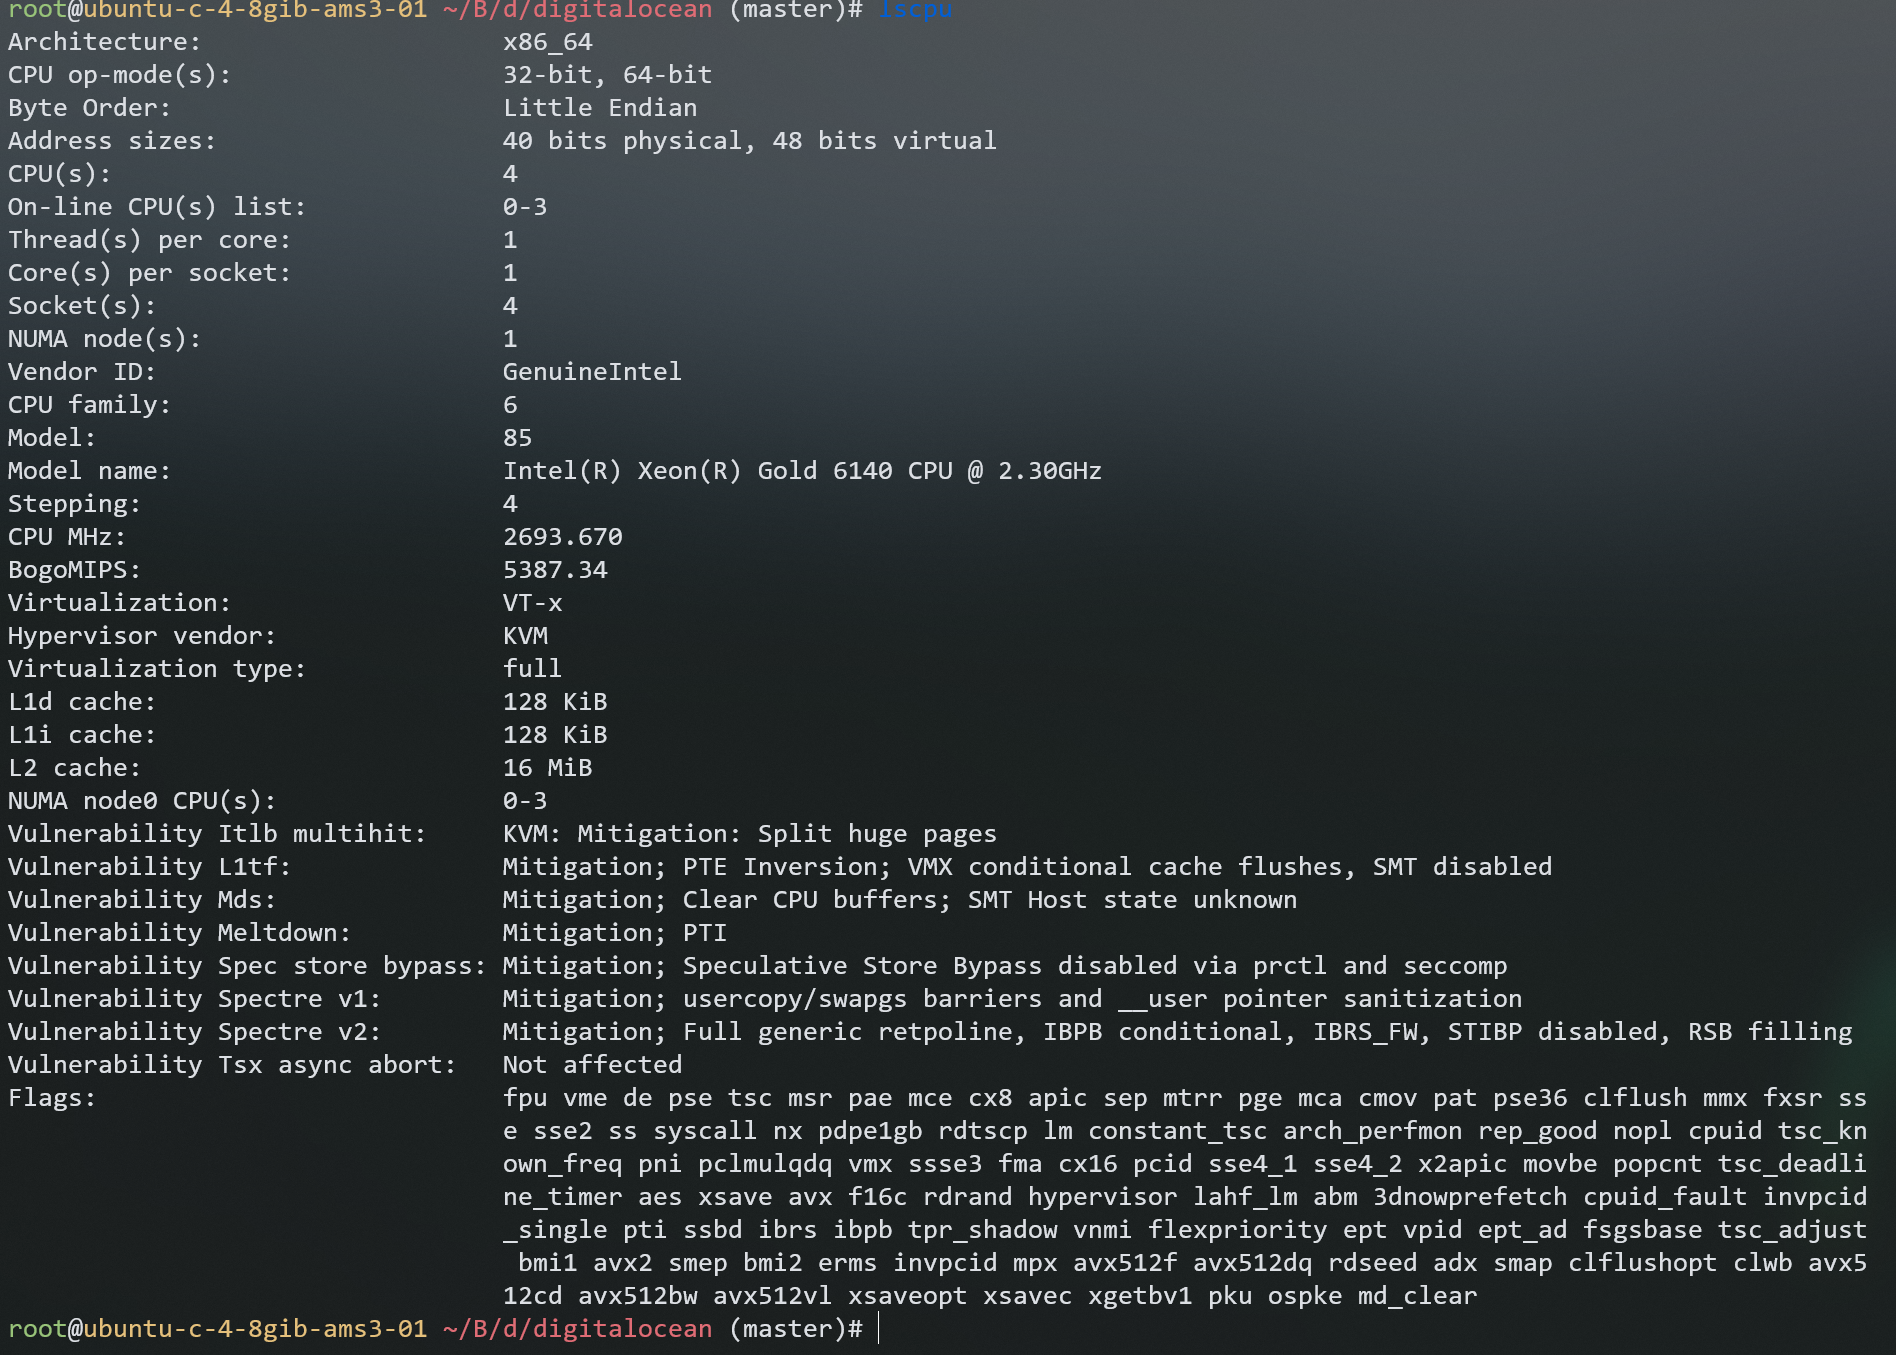 root@ubuntu-c-4-8gib-ams3-01 ~/B/d/digitalocean (master)# lscpu
Architecture: x86_64
CPU op-mode(s): 32-bit, 64-bit
Byte Order: Little Endian
Address sizes: 40 bits physical, 48 bits virtual
CPU(s): 4
On-line CPU(s) list: 0-3
Thread(s) per core: 1
Core(s) per socket: 1
Socket(s): 4
NUMA node(s): 1
Vendor ID: GenuineIntel
CPU family: 6
Model: 85
Model name: Intel(R) Xeon(R) Gold 6140 CPU @ 2.30GHz
Stepping: 4
CPU MHz: 2693.670
BogoMIPS: 5387.34
Virtualization: VT-x
Hypervisor vendor: KVM
Virtualization type: full
L1d cache: 128 KiB
L1i cache: 128 KiB
L2 cache: 16 MiB
NUMA node0 CPU(s): 0-3
Vulnerability Itlb multihit: KVM: Mitigation: Split huge pages
Vulnerability L1tf: Mitigation; PTE Inversion; VMX conditional cache flushes, SMT disabled
Vulnerability Mds: Mitigation; Clear CPU buffers; SMT Host state unknown
Vulnerability Meltdown: Mitigation; PTI
Vulnerability Spec store bypass: Mitigation; Speculative Store Bypass disabled via prctl and seccomp
Vulnerability Spectre v1: Mitigation; usercopy/swapgs barriers and __user pointer sanitization
Vulnerability Spectre v2: Mitigation; Full generic retpoline, IBPB conditional, IBRS_FW, STIBP disabled, RSB filling
Vulnerability Tsx async abort: Not affected
Flags: fpu vme de pse tsc msr pae mce cx8 apic sep mtrr pge mca cmov pat pse36 clflush mmx fxsr ss
e sse2 ss syscall nx pdpe1gb rdtscp lm constant_tsc arch_perfmon rep_good nopl cpuid tsc_kn
own_freq pni pclmulqdq vmx ssse3 fma cx16 pcid sse4_1 sse4_2 x2apic movbe popcnt tsc_deadli
ne_timer aes xsave avx f16c rdrand hypervisor lahf_lm abm 3dnowprefetch cpuid_fault invpcid
_single pti ssbd ibrs ibpb tpr_shadow vnmi flexpriority ept vpid ept_ad fsgsbase tsc_adjust
bmi1 avx2 smep bmi2 erms invpcid mpx avx512f avx512dq rdseed adx smap clflushopt clwb avx5
12cd avx512bw avx512vl xsaveopt xsavec xgetbv1 pku ospke md_clear
root@ubuntu-c-4-8gib-ams3-01 ~/B/d/digitalocean (master)#